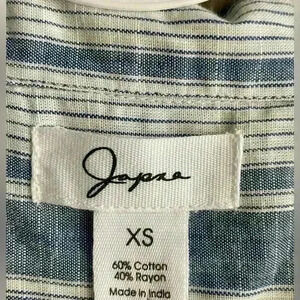 Japna
XS
60% Cotton
40% Rayon
Made in India